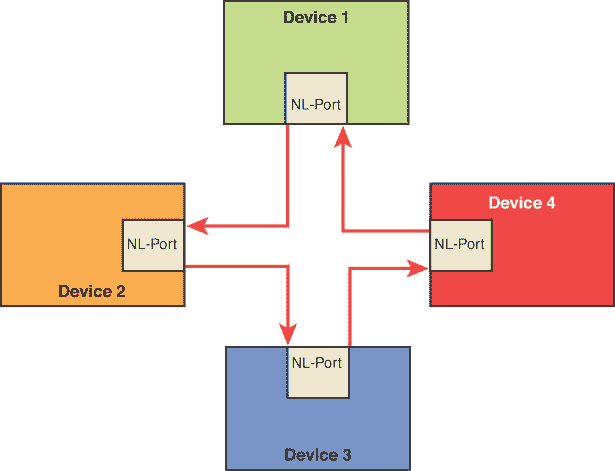 Device 1
NL-Port
NL-Port
Device 2
Device 4
NL-Port
NL-Port
Device 3